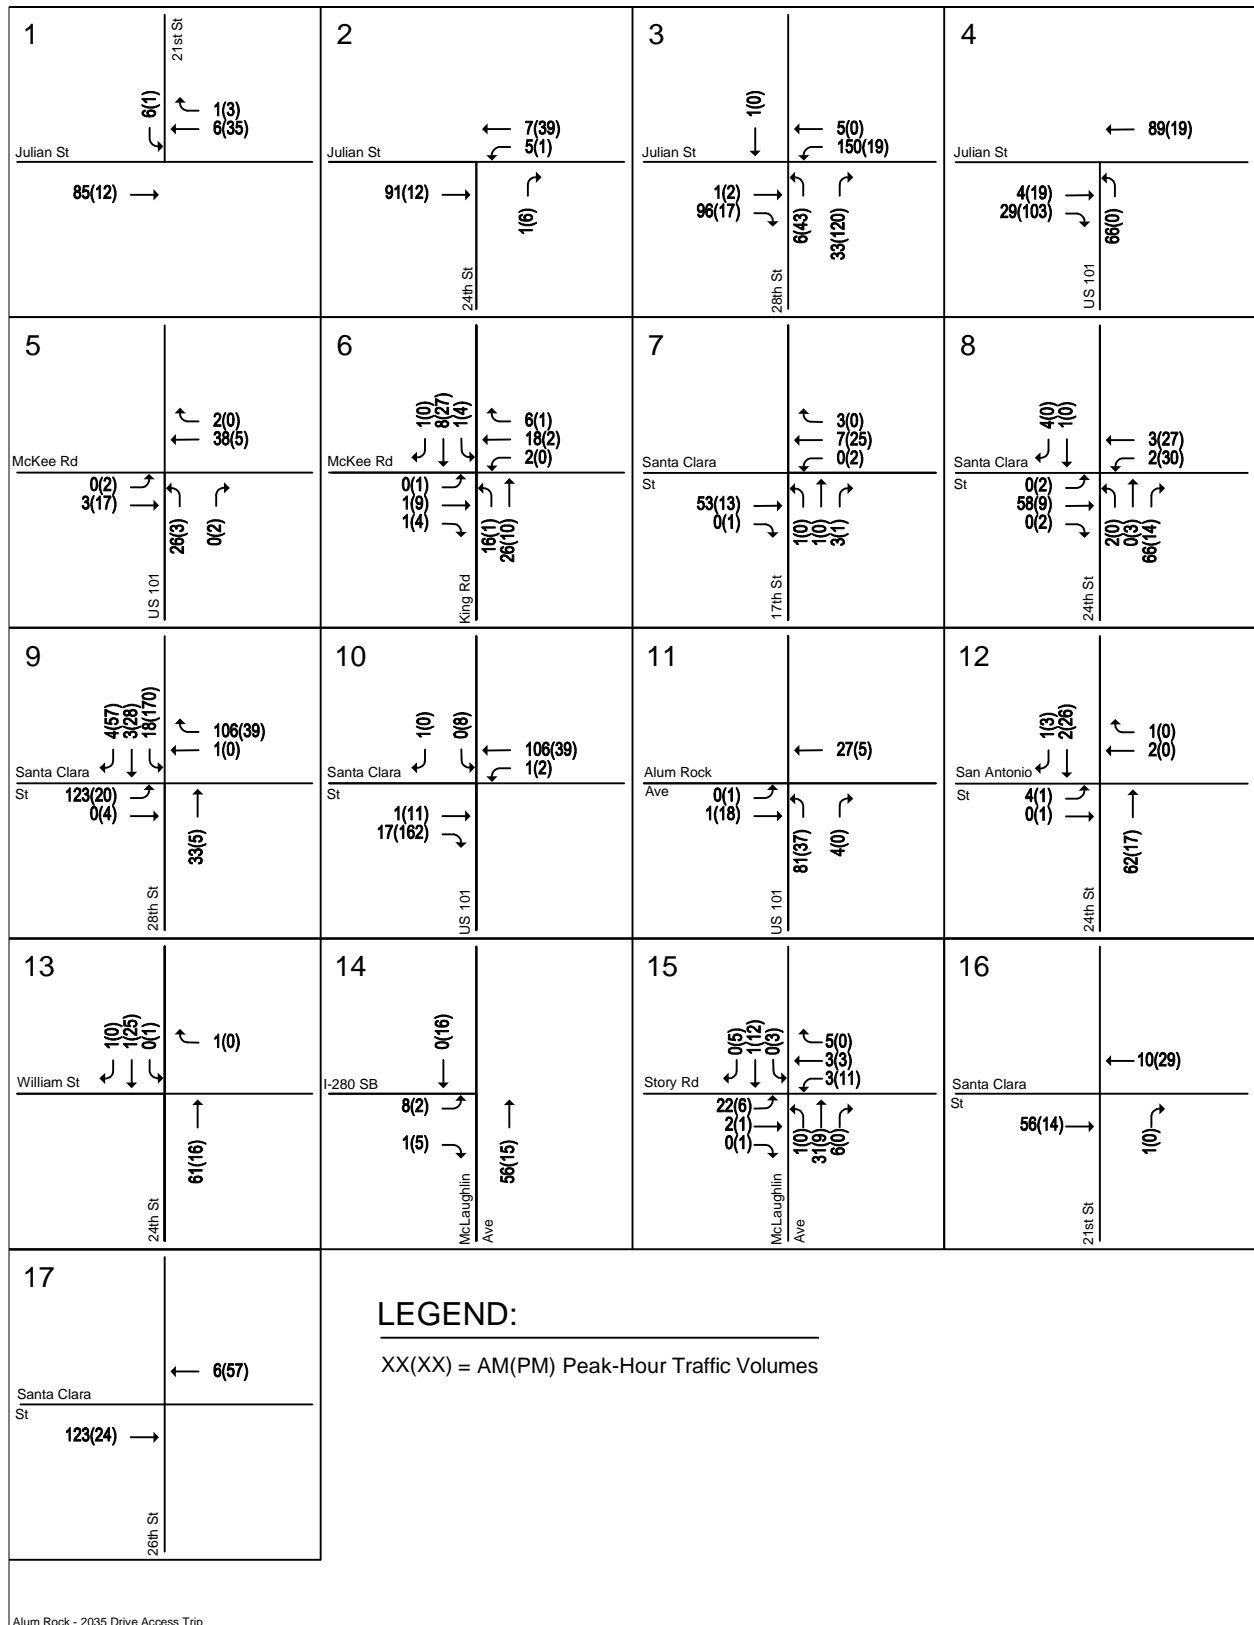 1
21st St
6(1)
1(3)
6(35)
Julian St
85(12)
2
7(39)
5(1)
Julian St
91(12)
1(6)
24th St
3
1(0)
5(0)
150(19)
Julian St
1(2)
96(17)
6(43)
33(120)
28th St
4
89(19)
Julian St
4(19)
29(103)
66(0)
US 101
5
2(0)
38(5)
McKee Rd
0(2)
3(17)
26(3)
0(2)
US 101
6
1(0)
8(27)
1(4)
6(1)
18(2)
2(0)
McKee Rd
0(1)
1(9)
1(4)
16(1)
26(10)
King Rd
7
3(0)
7(25)
0(2)
Santa Clara
St
53(13)
0(1)
1(0)
1(0)
3(1)
17th St
8
4(0)
1(0)
3(27)
2(30)
Santa Clara
St
0(2)
58(9)
0(2)
2(0)
0(3)
66(14)
24th St
9
4(57)
3(28)
18(170)
106(39)
1(0)
Santa Clara
St
123(20)
0(4)
33(5)
28th St
10
1(0)
0(8)
106(39)
1(2)
Santa Clara
St
1(11)
17(162)
US 101
11
27(5)
Alum Rock
Ave
0(1)
1(18)
81(37)
4(0)
US 101
12
1(3)
2(26)
1(0)
2(0)
San Antonio
St
4(1)
0(1)
62(17)
24th St
13
1(0)
1(25)
0(1)
1(0)
William St
61(16)
24th St
14
0(16)
I-280 SB
8(2)
1(5)
56(15)
McLaughlin
Ave
15
0(5)
1(12)
0(3)
5(0)
3(3)
3(11)
Story Rd
22(6)
2(1)
0(1)
1(0)
31(9)
6(0)
McLaughlin
Ave
16
10(29)
Santa Clara
St
56(14)
1(0)
21st St
17
6(57)
Santa Clara
St
123(24)
26th St
LEGEND:
XX(XX) = AM(PM) Peak-Hour Traffic Volumes
Alum Rock - 2035 Drive Access Trip